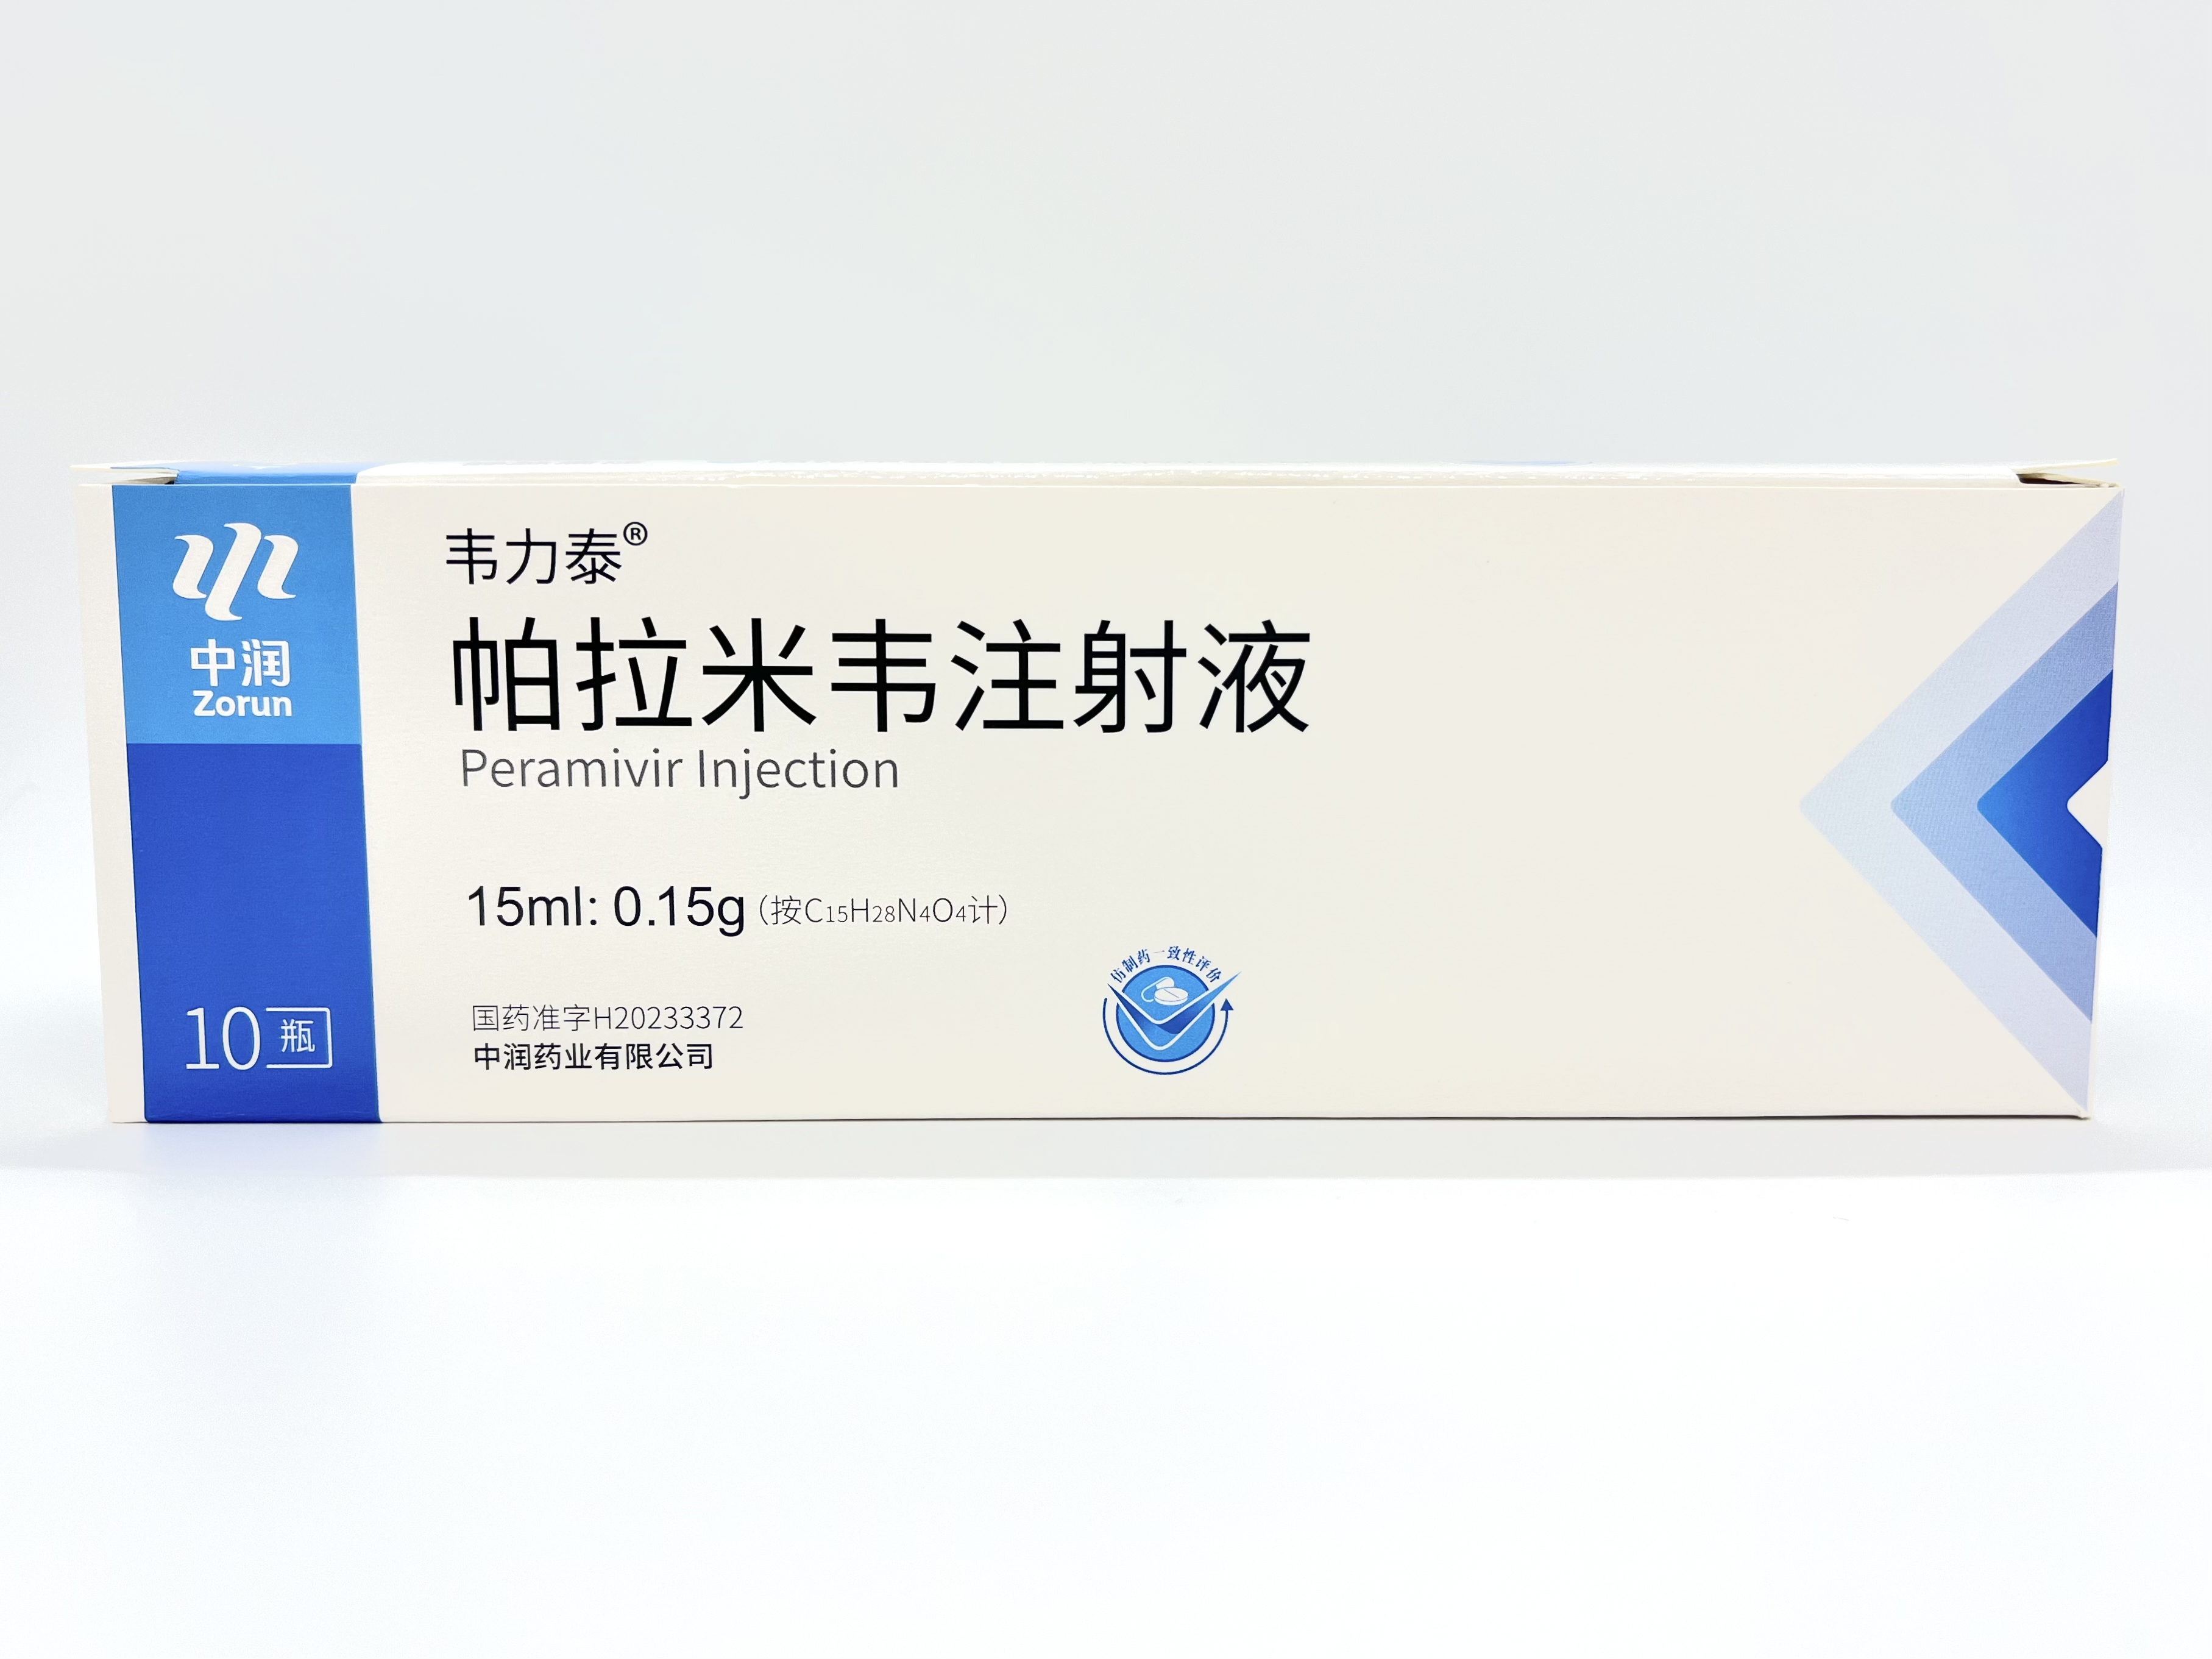 中润
Zorun
10瓶
韦力泰®
帕拉米韦注射液
Peramivir Injection
15ml: 0.15g（按C₁₅H₂₈N₄O₄计）
国药准字H20233372
中润药业有限公司
仿制药一致性评价